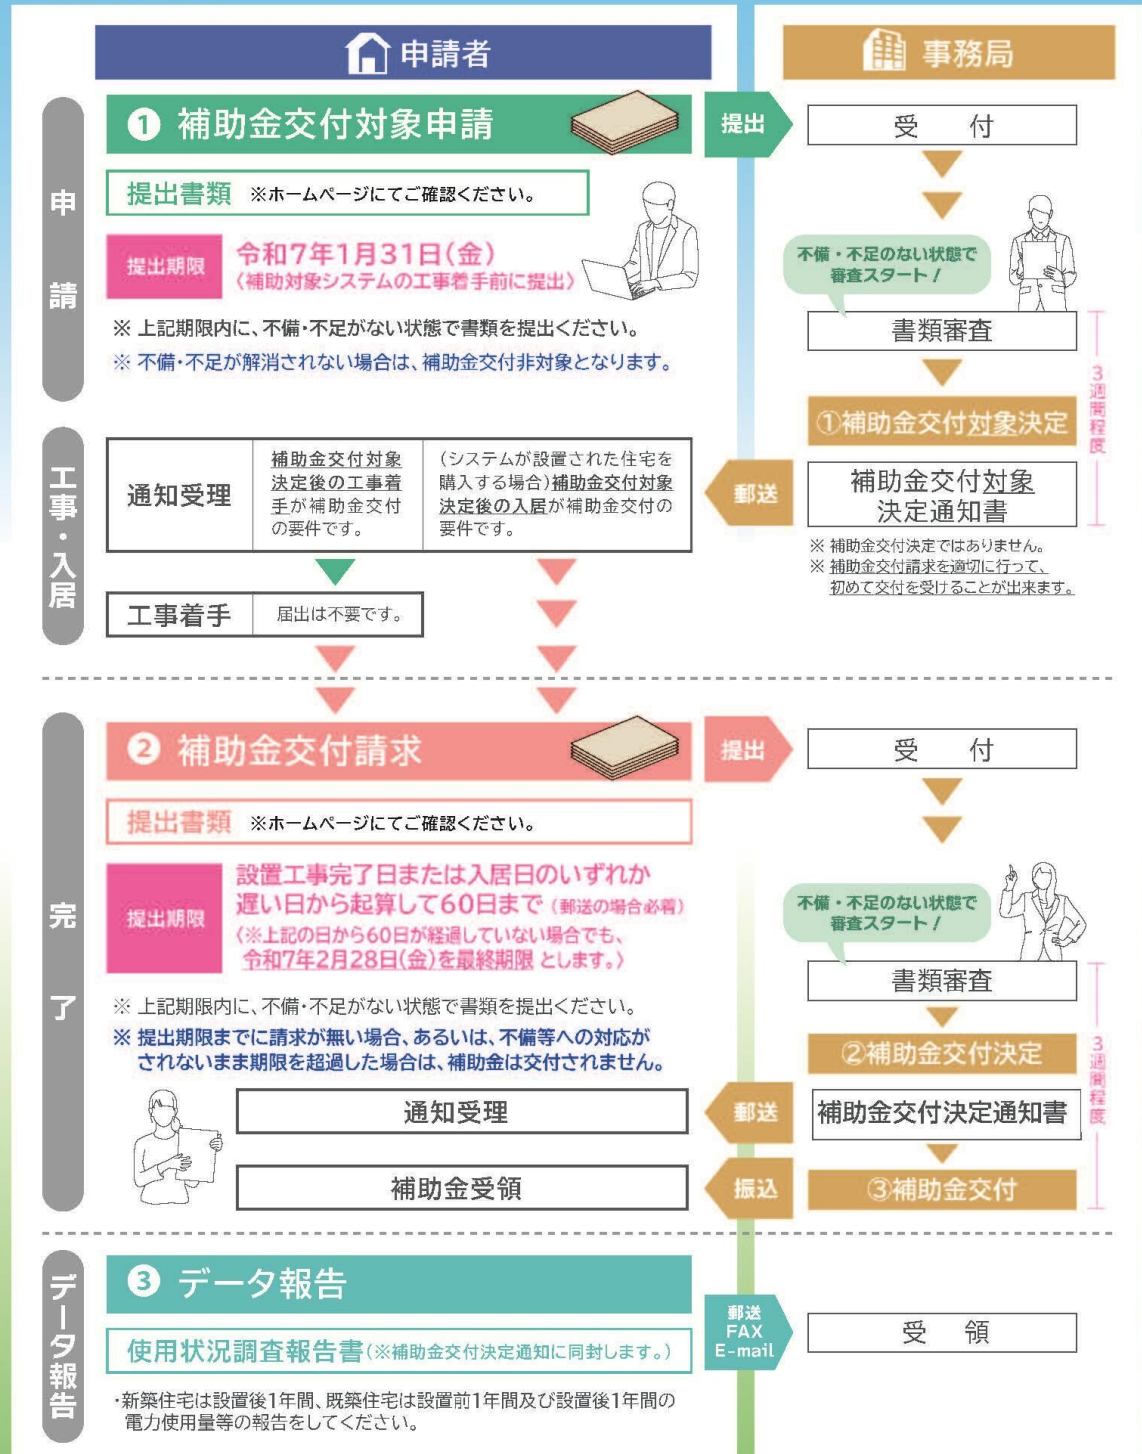 申請者
事務局
申請
❶ 補助金交付対象申請
提出
受　付
提出書類 ※ホームページにてご確認ください。
提出期限
令和7年1月31日(金)
〈補助対象システムの工事着手前に提出〉
※ 上記期限内に、不備・不足がない状態で書類を提出ください。
※ 不備・不足が解消されない場合は、補助金交付非対象となります。
不備・不足のない状態で
審査スタート！
書類審査
①補助金交付対象決定
3週間程度
補助金交付対象
決定通知書
郵送
※ 補助金交付決定ではありません。
※ 補助金交付請求を適切に行って、
初めて交付を受けることが出来ます。
工事・入居
通知受理
補助金交付対象
決定後の工事着
手が補助金交付
の要件です。
(システムが設置された住宅を
購入する場合)補助金交付対象
決定後の入居が補助金交付の
要件です。
工事着手
届出は不要です。
完了
❷ 補助金交付請求
提出
受　付
提出書類 ※ホームページにてご確認ください。
提出期限
設置工事完了日または入居日のいずれか
遅い日から起算して60日まで（郵送の場合必着）
〈※上記の日から60日が経過していない場合でも、
令和7年2月28日(金)を最終期限 とします。〉
※ 上記期限内に、不備・不足がない状態で書類を提出ください。
※ 提出期限までに請求が無い場合、あるいは、不備等への対応が
されないまま期限を超過した場合は、補助金は交付されません。
不備・不足のない状態で
審査スタート！
書類審査
②補助金交付決定
3週間程度
補助金交付決定通知書
郵送
通知受理
③補助金交付
振込
補助金受領
データ報告
❸ データ報告
使用状況調査報告書(※補助金交付決定通知に同封します。)
郵送
FAX
E-mail
受　領
・新築住宅は設置後1年間、既築住宅は設置前1年間及び設置後1年間の
電力使用量等の報告をしてください。